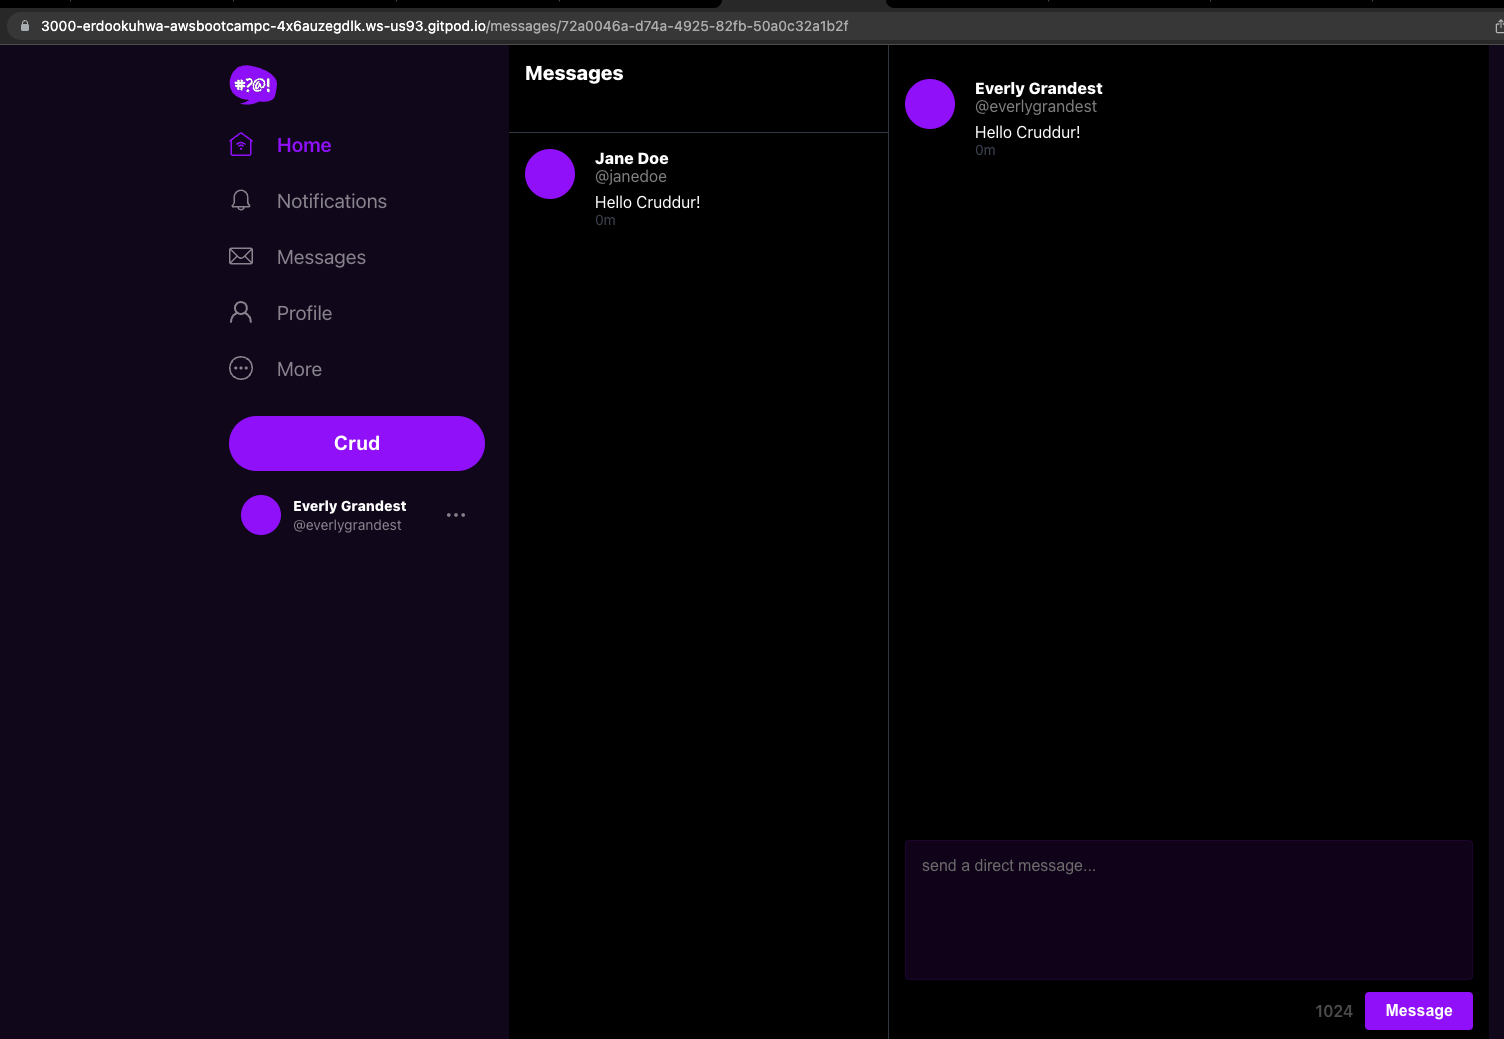 3000-erdookuhwa-awsbootcampc-4x6auzegdlk.ws-us93.gitpod.io/messages/72a0046a-d74a-4925-82fb-50a0c32a1b2f
#?@!
Home
Notifications
Messages
Profile
More
Crud
Everly Grandest
@everlygrandest
Messages
Jane Doe
@janedoe
Hello Cruddur!
0m
Everly Grandest
@everlygrandest
Hello Cruddur!
0m
send a direct message...
1024
Message